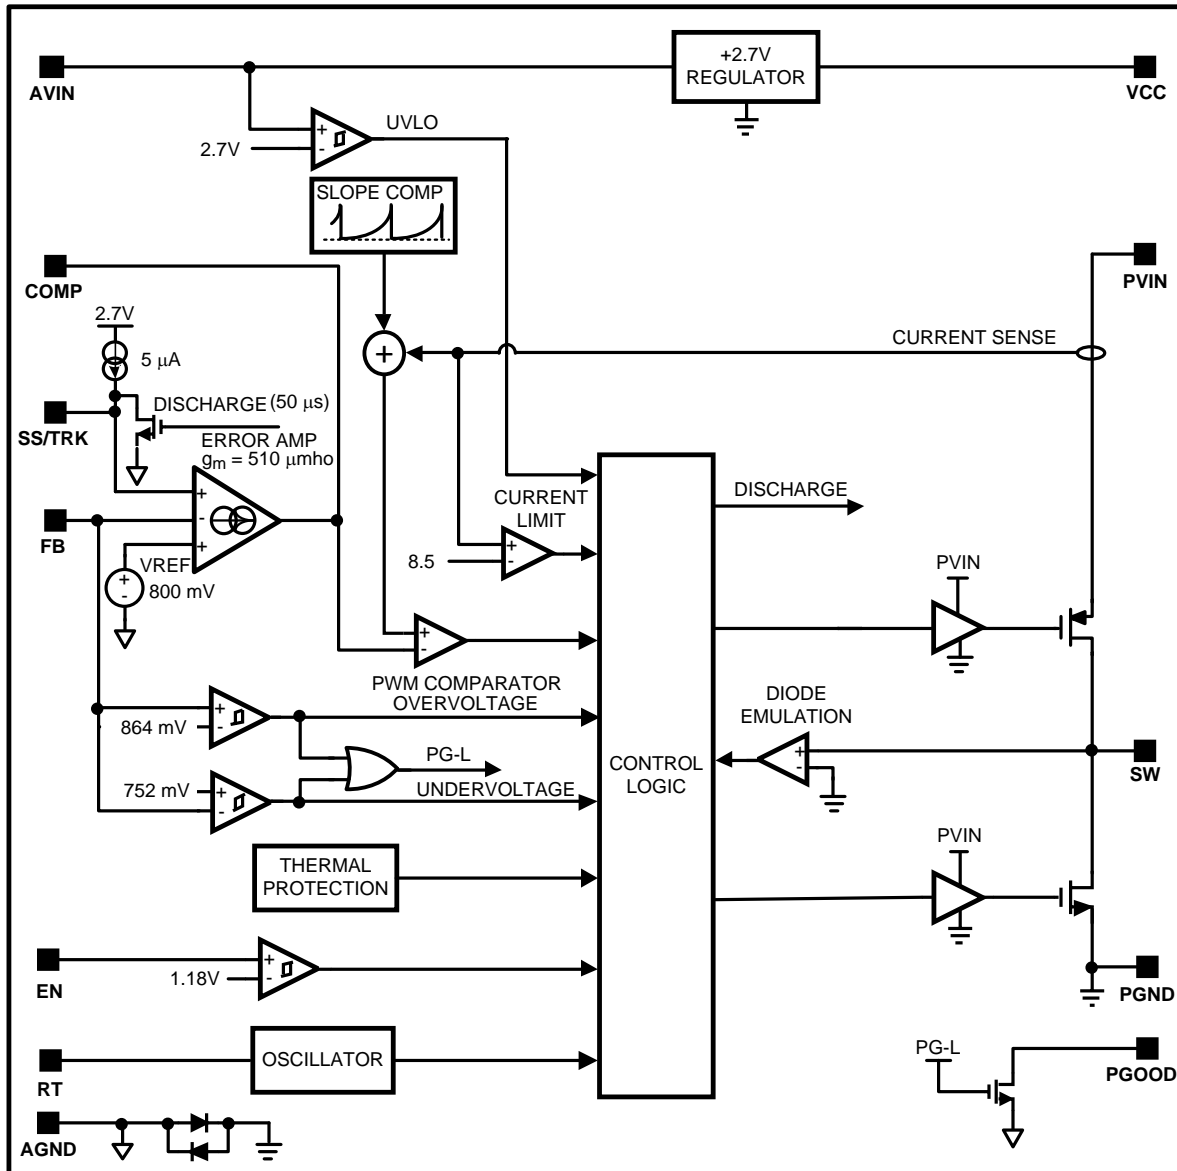 +2.7V
REGULATOR
AVIN
VCC
UVLO
+
-
2.7V
SLOPE COMP
COMP
PVIN
2.7V
CURRENT SENSE
+
5 µA
DISCHARGE (50 µs)
SS/TRK
ERROR AMP
gm = 510 µmho
+
-
+
FB
VREF
800 mV
+
-
CURRENT
LIMIT
+
-
8.5
DISCHARGE
PVIN
+
-
PWM COMPARATOR
OVERVOLTAGE
+
-
864 mV
PG-L
DIODE
EMULATION
+
-
SW
CONTROL
LOGIC
752 mV
+
-
UNDERVOLTAGE
PVIN
THERMAL
PROTECTION
EN
1.18V
+
-
PGND
OSCILLATOR
RT
PG-L
PGOOD
AGND